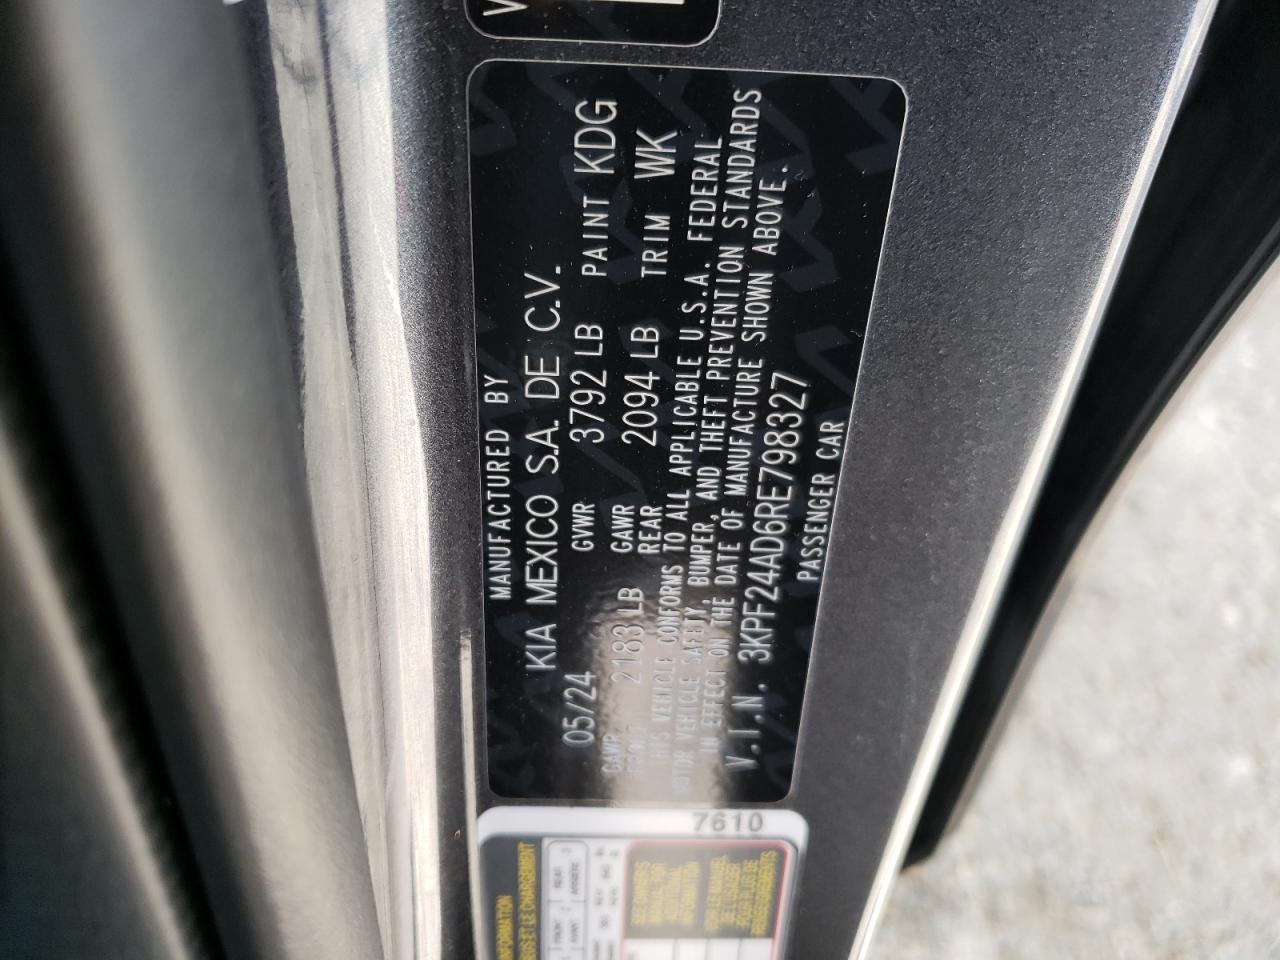 MANUFACTURED BY
KIA MEXICO S.A. DE C.V.
05/24 GVWR 3792 LB PAINT KDG
GAWR 2183 LB GAWR REAR 2094 LB TRIM WK
THIS VEHICLE CONFORMS TO ALL APPLICABLE U.S.A. FEDERAL
MOTOR VEHICLE SAFETY, BUMPER, AND THEFT PREVENTION STANDARDS
IN EFFECT ON THE DATE OF MANUFACTURE SHOWN ABOVE.
V.I.N. 3KPF24AD6RE798327
PASSENGER CAR
7610